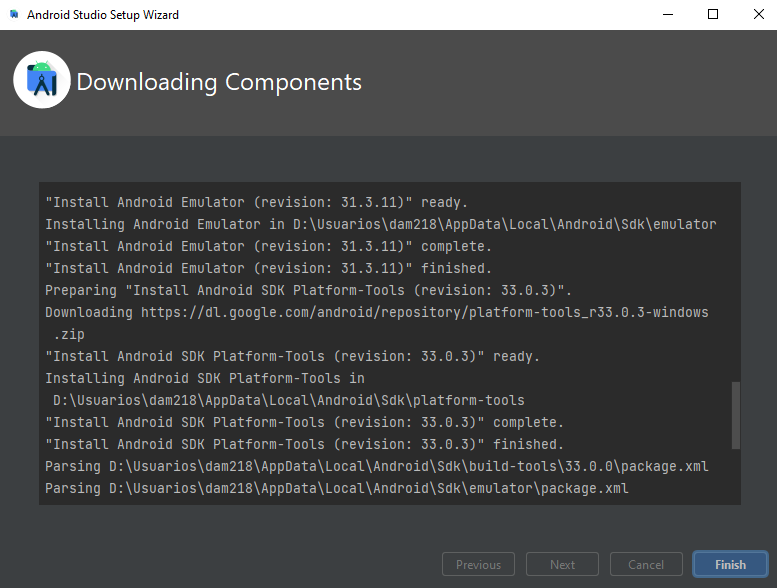 Android Studio Setup Wizard
Downloading Components
"Install Android Emulator (revision: 31.3.11)" ready.
Installing Android Emulator in D:\Usuarios\dam218\AppData\Local\Android\Sdk\emulator
"Install Android Emulator (revision: 31.3.11)" complete.
"Install Android Emulator (revision: 31.3.11)" finished.
Preparing "Install Android SDK Platform-Tools (revision: 33.0.3)".
Downloading https://dl.google.com/android/repository/platform-tools_r33.0.3-windows
.zip
"Install Android SDK Platform-Tools (revision: 33.0.3)" ready.
Installing Android SDK Platform-Tools in
D:\Usuarios\dam218\AppData\Local\Android\Sdk\platform-tools
"Install Android SDK Platform-Tools (revision: 33.0.3)" complete.
"Install Android SDK Platform-Tools (revision: 33.0.3)" finished.
Parsing D:\Usuarios\dam218\AppData\Local\Android\Sdk\build-tools\33.0.0\package.xml
Parsing D:\Usuarios\dam218\AppData\Local\Android\Sdk\emulator\package.xml
Previous Next Cancel Finish